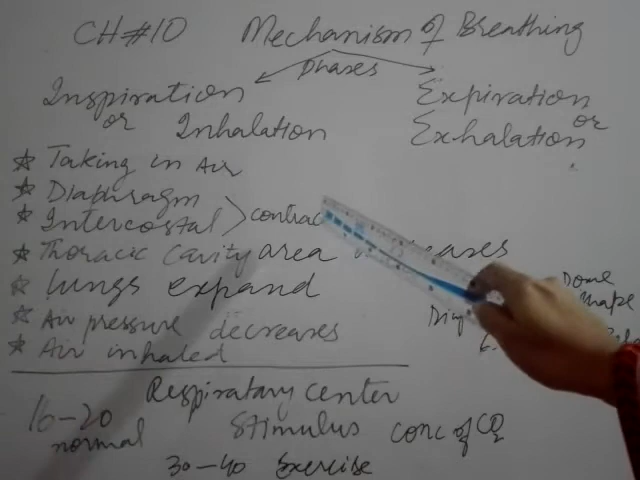 CH#10 Mechanism of Breathing
Phases
Inspiration
or Inhalation
Expiration
or
Exhalation
☆ Taking in Air
☆ Diaphragm
☆ Intercostal > contrac
☆ Thoracic Cavity area
☆ Lungs expand
☆ Air pressure decreases
☆ Air inhaled
Dome
shape
Respiratary center
16-20
normal
Stimulus conc of CO2
30-40 Exercise